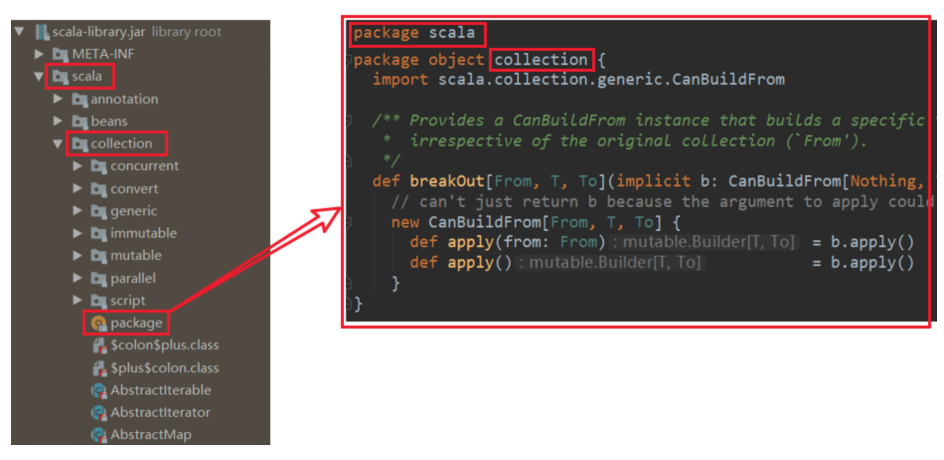 scala-library.jar library root
META-INF
scala
annotation
beans
collection
concurrent
convert
generic
immutable
mutable
parallel
script
package
$colon$plus.class
$plus$colon.class
AbstractIterable
AbstractIterator
AbstractMap
package scala
package object collection {
import scala.collection.generic.CanBuildFrom
/** Provides a CanBuildFrom instance that builds a specific
* irrespective of the original collection (`From').
*/
def breakOut[From, T, To](implicit b: CanBuildFrom[Nothing,
// can't just return b because the argument to apply could
new CanBuildFrom[From, T, To] {
def apply(from: From) : mutable.Builder[T, To] = b.apply()
def apply() : mutable.Builder[T, To] = b.apply()
}
}